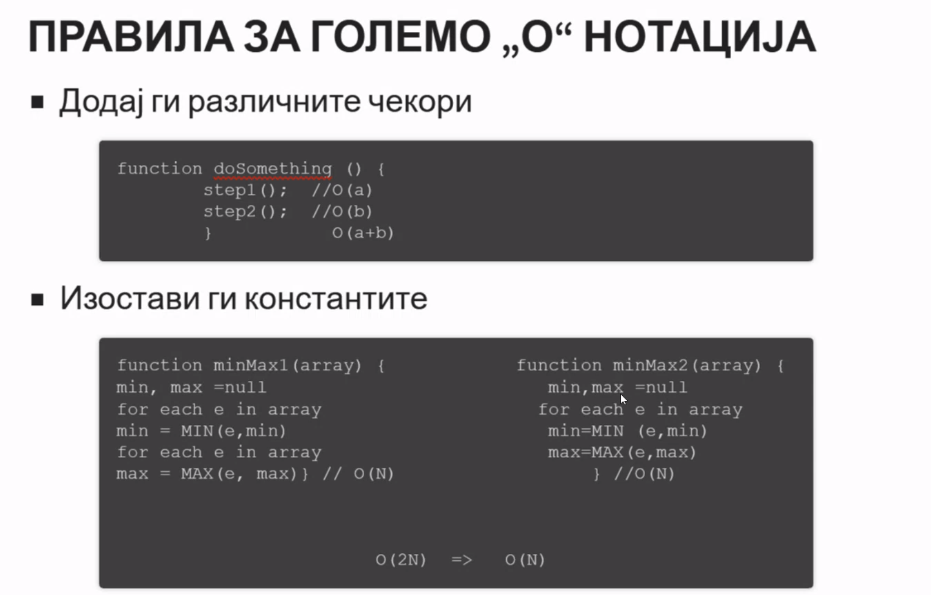 ПРАВИЛА ЗА ГОЛЕМО „О“ НОТАЦИЈА
▪ Додај ги различните чекори
function doSomething () {
step1(); //O(a)
step2(); //O(b)
} O(a+b)
▪ Изостави ги константите
function minMax1(array) {
min, max =null
for each e in array
min = MIN(e,min)
for each e in array
max = MAX(e, max)} // O(N)
function minMax2(array) {
min,max =null
for each e in array
min=MIN (e,min)
max=MAX(e,max)
} //O(N)
O(2N) => O(N)